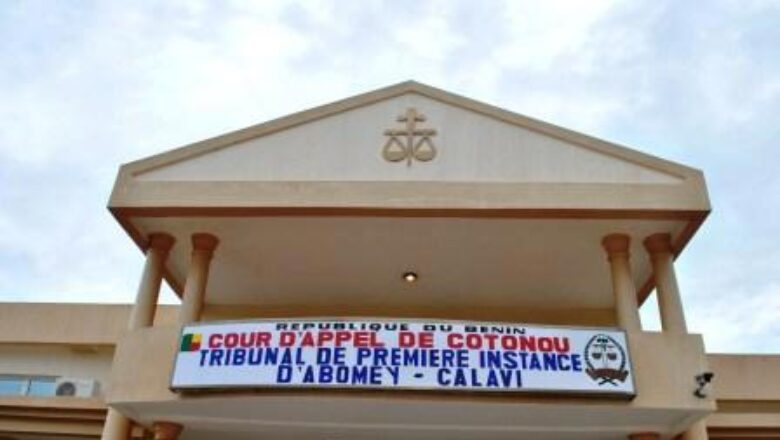 REPUBLIQUE DU BENIN
COUR D'APPEL DE COTONOU
TRIBUNAL DE PREMIERE INSTANCE
D'ABOMEY - CALAVI